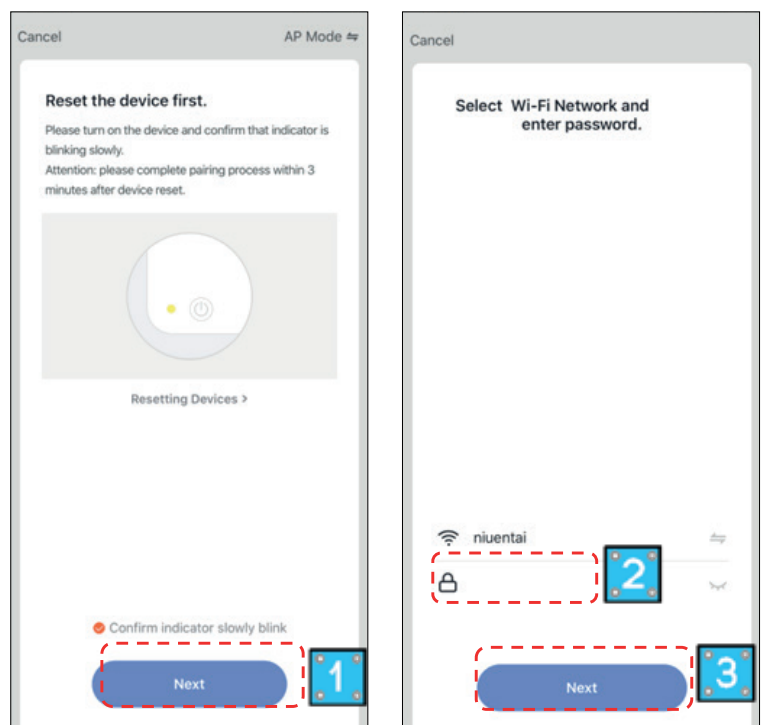 Cancel
AP Mode ⇋
Reset the device first.
Please turn on the device and confirm that indicator is
blinking slowly.
Attention: please complete pairing process within 3
minutes after device reset.
Resetting Devices >
Confirm indicator slowly blink
Next
1
Cancel
Select Wi-Fi Network and
enter password.
niuentai
2
Next
3